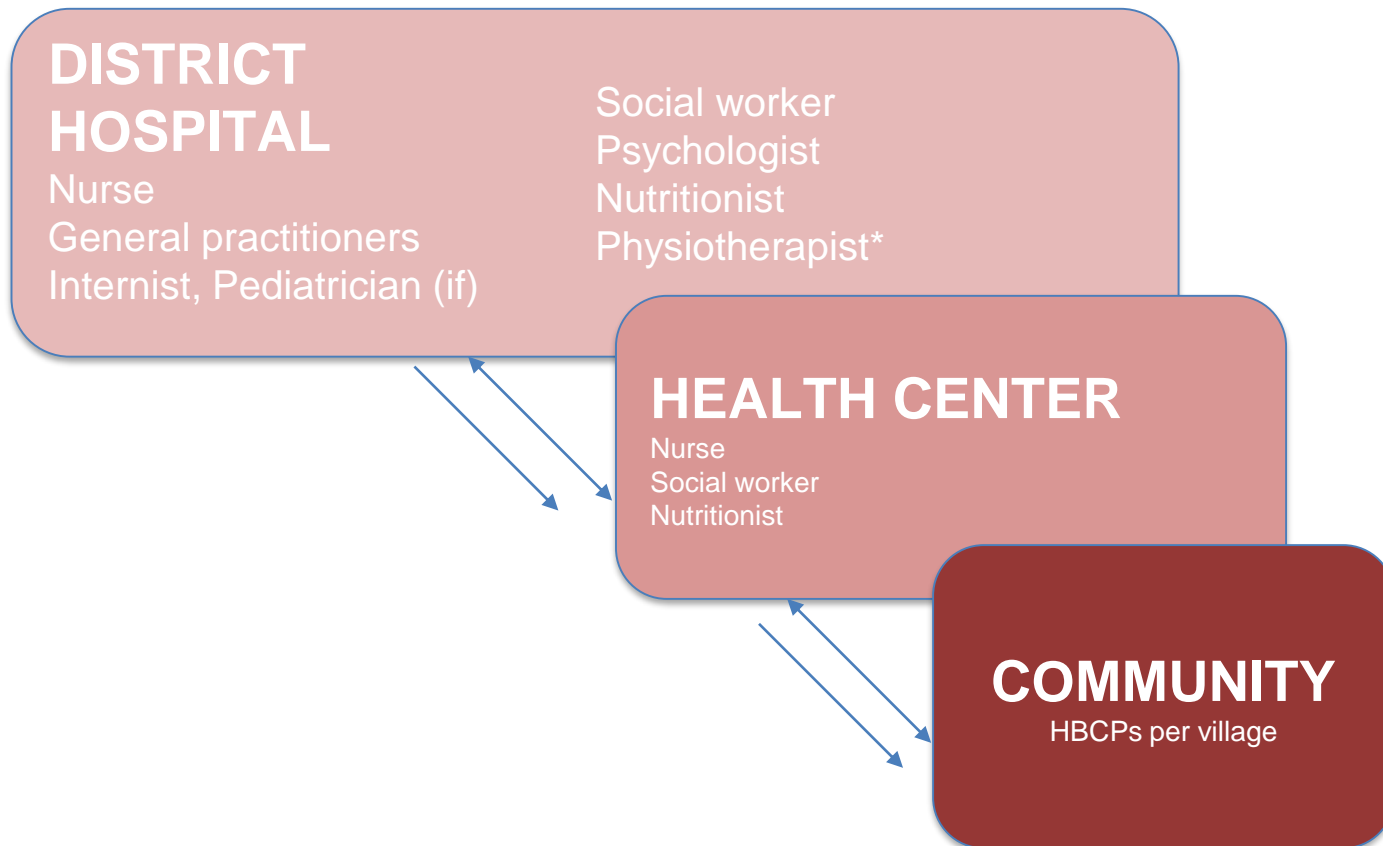 DISTRICT
HOSPITAL
Nurse
General practitioners
Internist, Pediatrician (if)
Social worker
Psychologist
Nutritionist
Physiotherapist*
HEALTH CENTER
Nurse
Social worker
Nutritionist
COMMUNITY
HBCPs per village